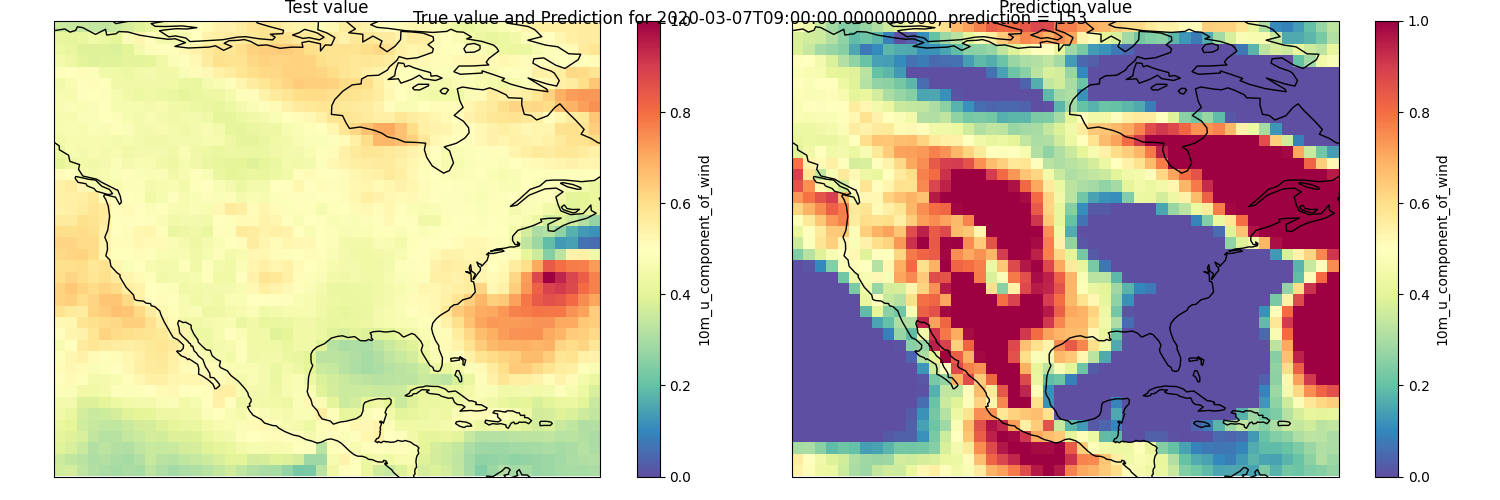 Test value
Prediction value
True value and Prediction for 2020-03-07T09:00:00.000000000, prediction = 153
1.0
0.8
0.6
0.4
0.2
0.0
10m_u_component_of_wind
1.0
0.8
0.6
0.4
0.2
0.0
10m_u_component_of_wind